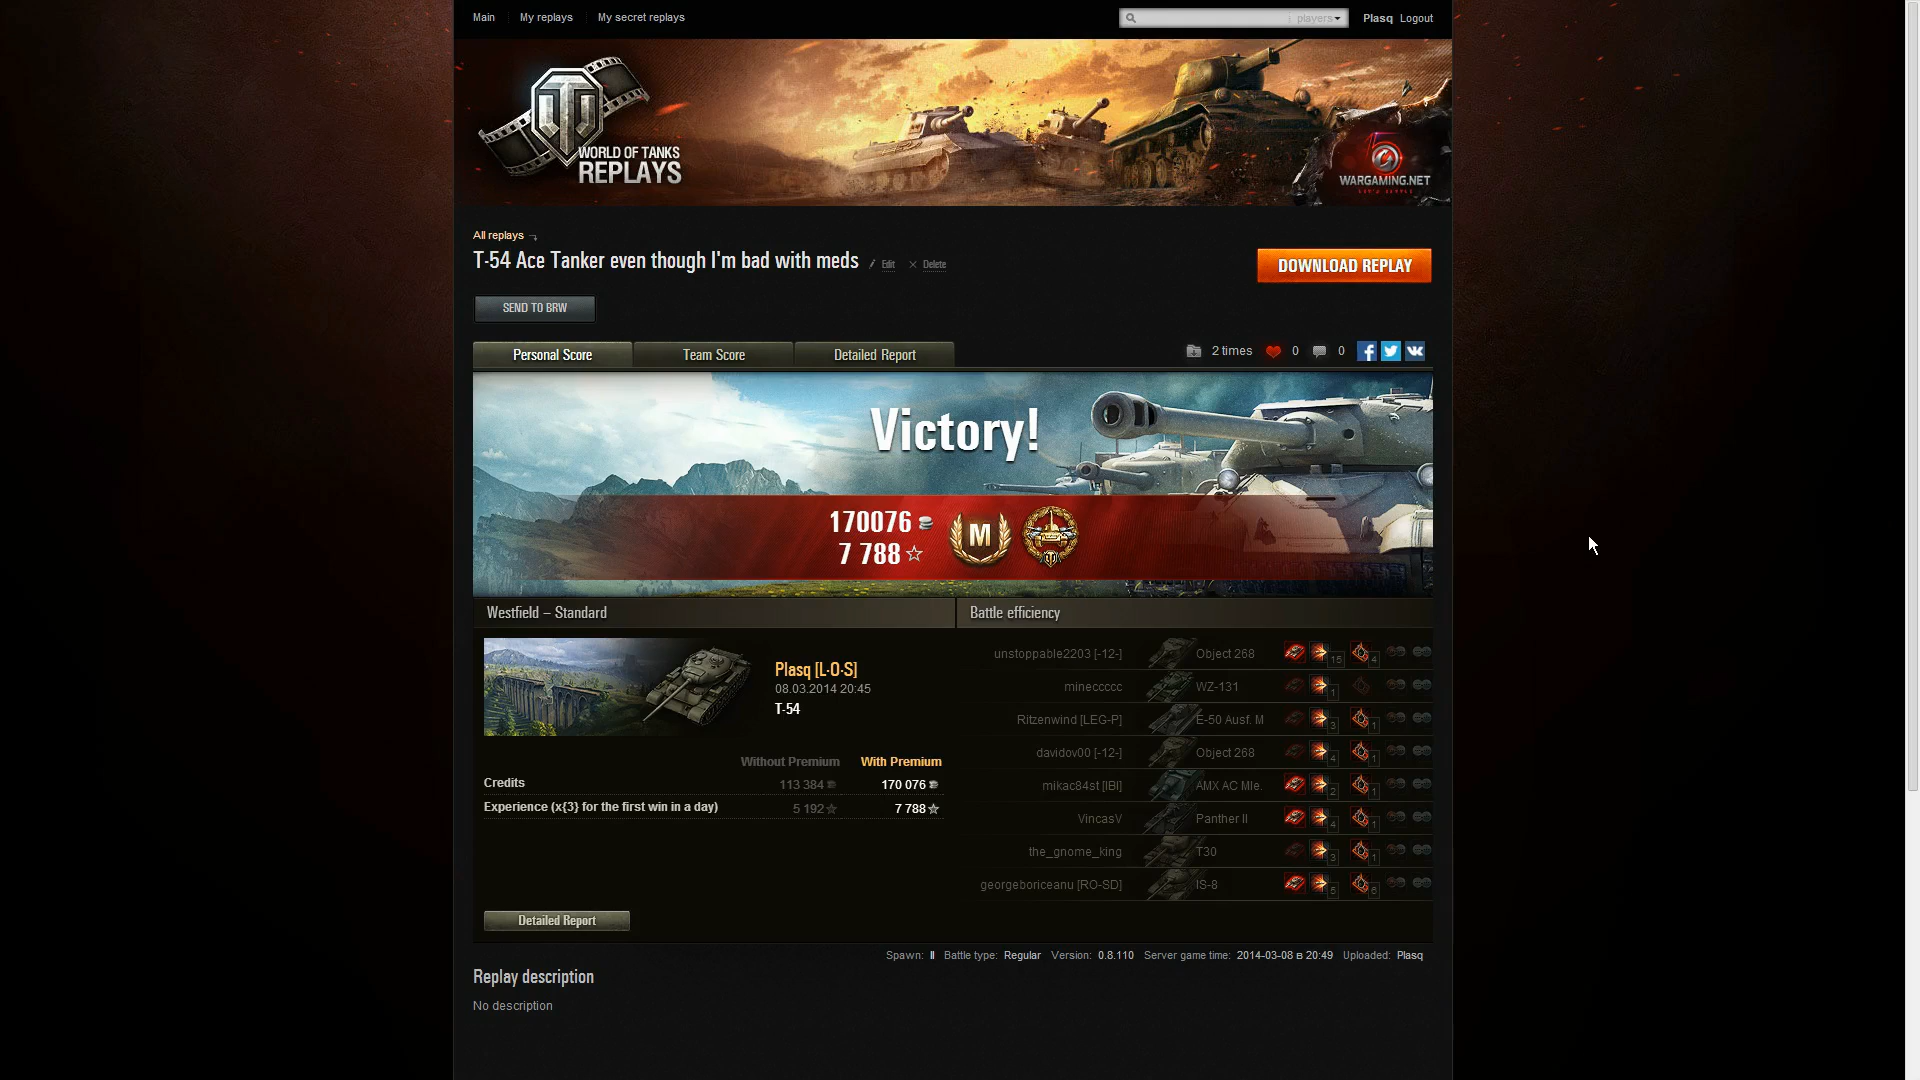 Main My replays My secret replays players Plasq Logout
WORLD OF TANKS
REPLAYS
WARGAMING.NET
All replays
T-54 Ace Tanker even though I'm bad with meds Edit Delete
DOWNLOAD REPLAY
SEND TO BRW
Personal Score Team Score Detailed Report 2 times 0 0
Victory!
170076
7 788
M
Westfield – Standard
Battle efficiency
Plasq [L-O-S]
08.03.2014 20:45
T-54
Without Premium With Premium
Credits 113 384 170 076
Experience (x{3} for the first win in a day) 5 192 7 788
Detailed Report
unstoppable2203 [-12-] Object 268 15 4
mineccccc WZ-131 1
Ritzenwind [LEG-P] E-50 Ausf. M 3 1
davidov00 [-12-] Object 268 4 1
mikac84st [IBI] AMX AC Mle. 2 1
VincasV Panther II 4 1
the_gnome_king T30 3 1
georgeboriceanu [RO-SD] IS-8 5 6
Spawn: II Battle type: Regular Version: 0.8.110 Server game time: 2014-03-08 в 20:49 Uploaded: Plasq
Replay description
No description